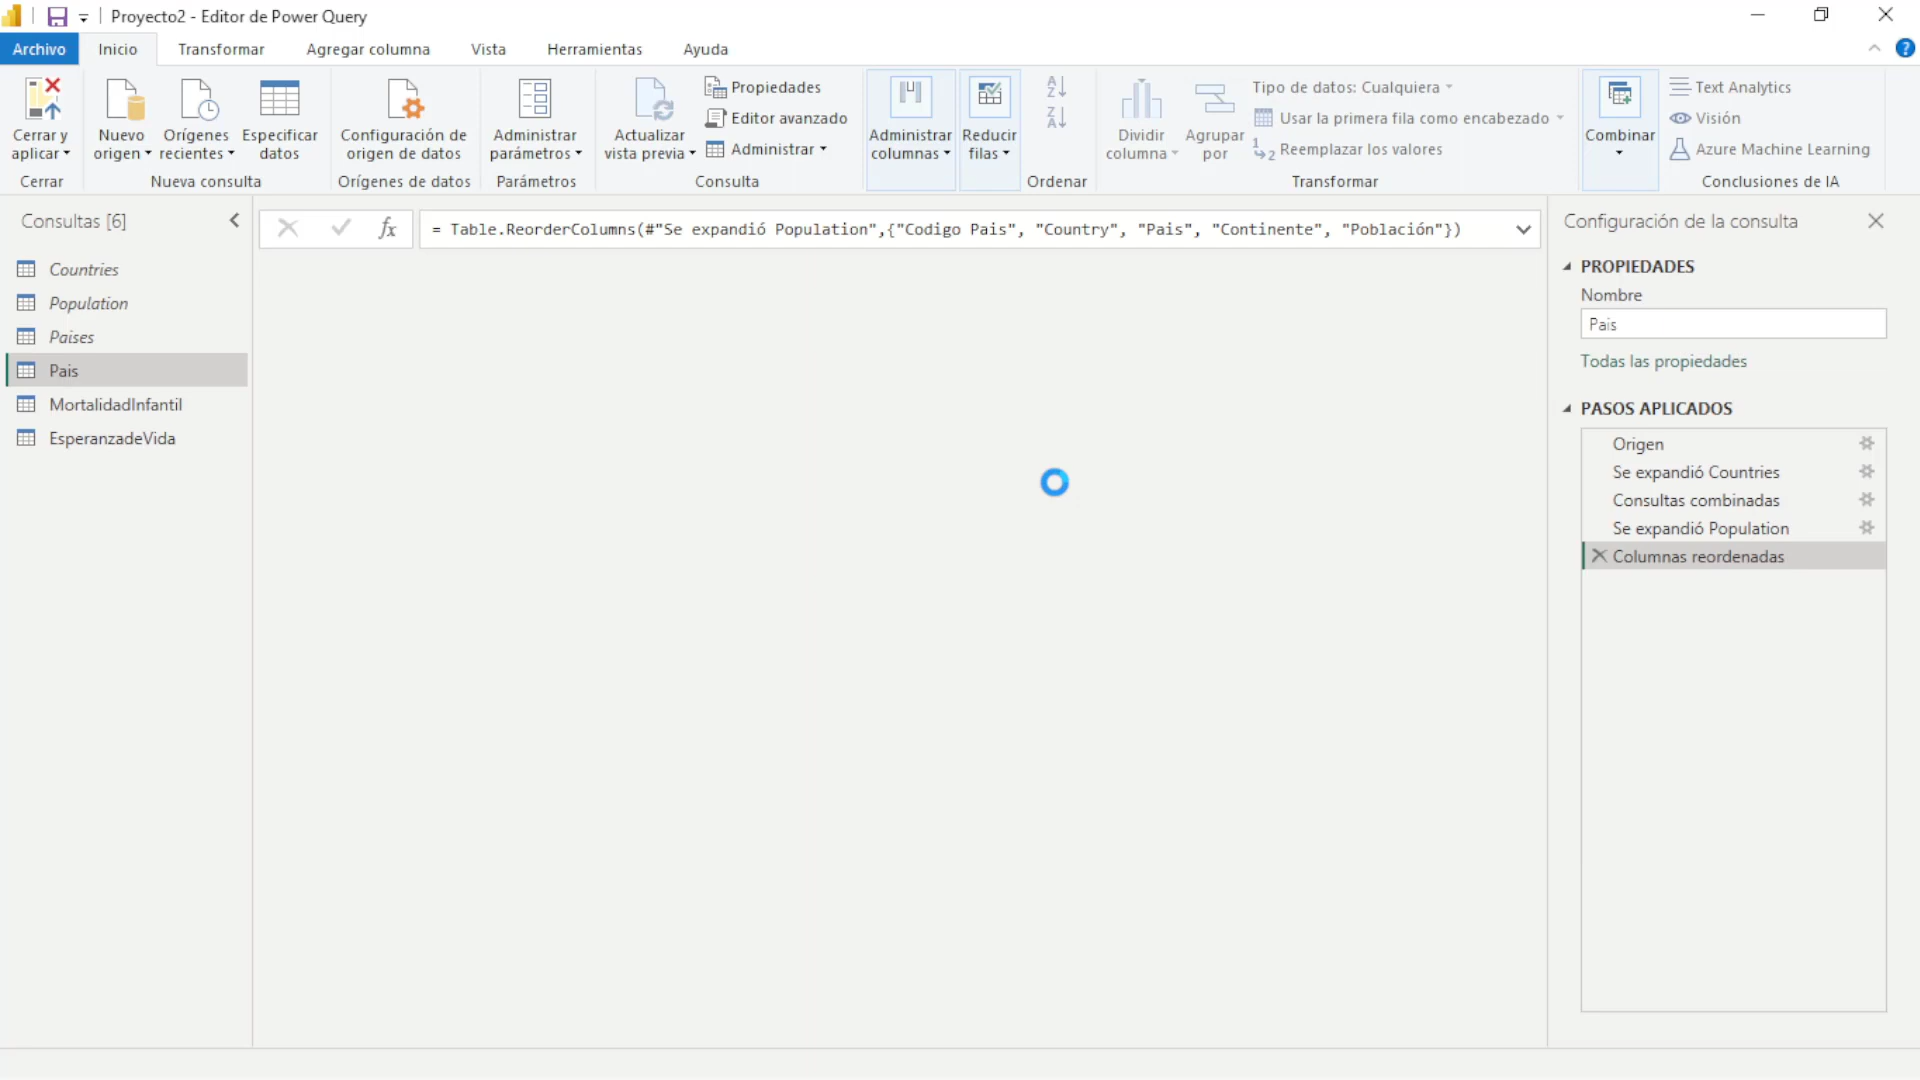 Proyecto2 - Editor de Power Query
Archivo
Inicio
Transformar
Agregar columna
Vista
Herramientas
Ayuda
Cerrar y
aplicar
Cerrar
Nuevo
origen
Orígenes
recientes
Especificar
datos
Nueva consulta
Configuración de
origen de datos
Orígenes de datos
Administrar
parámetros
Parámetros
Actualizar
vista previa
Propiedades
Editor avanzado
Administrar
Consulta
Administrar
columnas
Reducir
filas
Ordenar
Dividir
columna
Agrupar
por
Tipo de datos: Cualquiera
Usar la primera fila como encabezado
Reemplazar los valores
Transformar
Combinar
Text Analytics
Visión
Azure Machine Learning
Conclusiones de IA
Consultas [6]
Countries
Population
Paises
Pais
MortalidadInfantil
EsperanzadeVida
fx
= Table.ReorderColumns(#"Se expandió Population",{"Codigo Pais", "Country", "Pais", "Continente", "Población"})
Configuración de la consulta
PROPIEDADES
Nombre
Pais
Todas las propiedades
PASOS APLICADOS
Origen
Se expandió Countries
Consultas combinadas
Se expandió Population
Columnas reordenadas